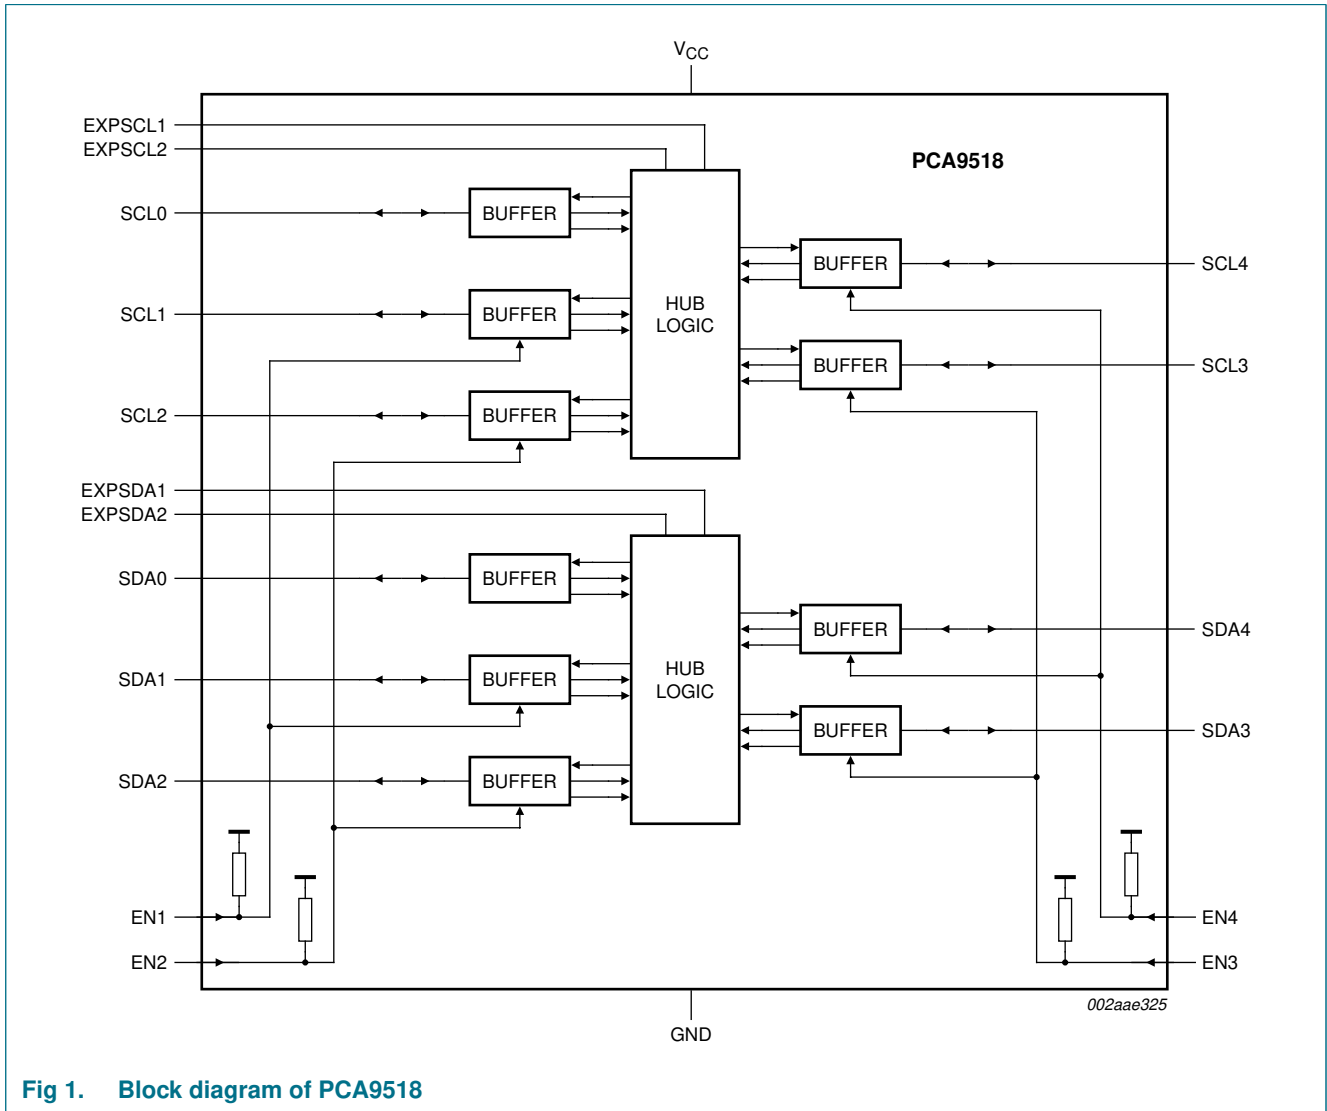 VCC
EXPSCL1
EXPSCL2
PCA9518
SCL0
BUFFER
SCL1
BUFFER
SCL2
BUFFER
HUB
LOGIC
BUFFER
SCL4
BUFFER
SCL3
EXPSDA1
EXPSDA2
SDA0
BUFFER
SDA1
BUFFER
SDA2
BUFFER
HUB
LOGIC
BUFFER
SDA4
BUFFER
SDA3
EN1
EN2
EN4
EN3
002aae325
GND
Fig 1. Block diagram of PCA9518